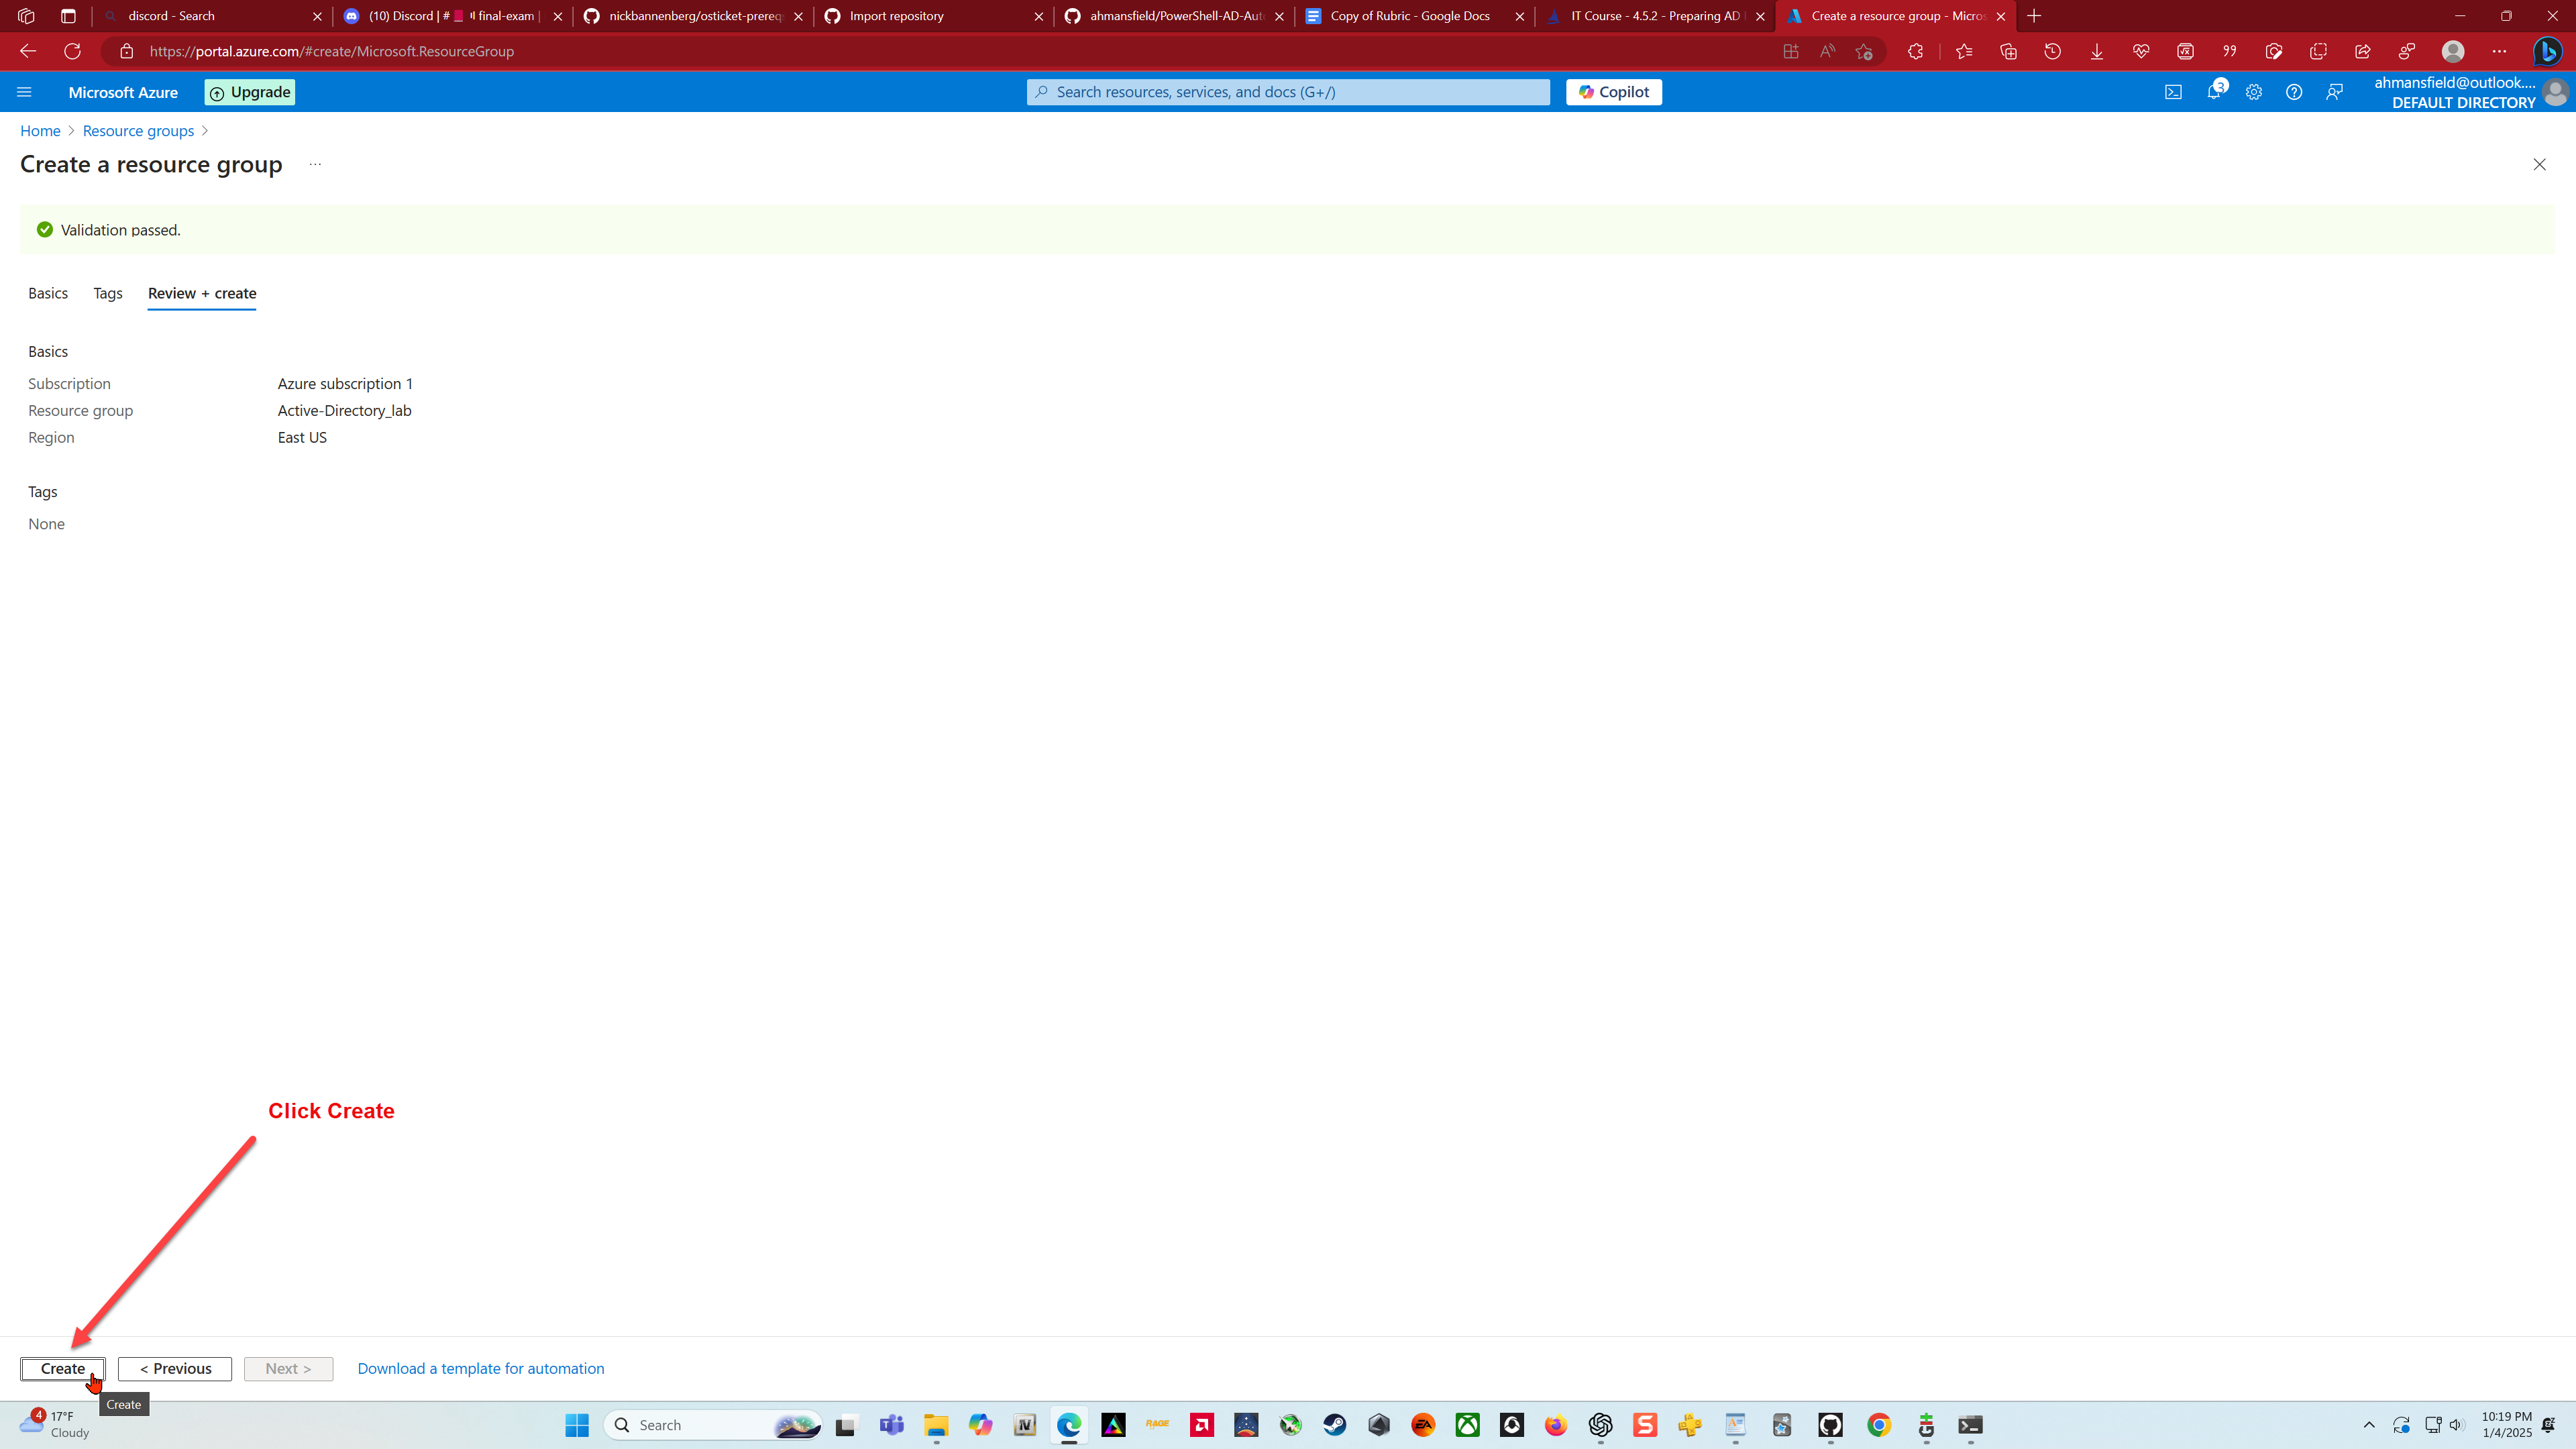 discord - Search
(10) Discord | # final-exam |
nickbannenberg/osticket-prereqs
Import repository
ahmansfield/PowerShell-AD-Auto
Copy of Rubric - Google Docs
IT Course - 4.5.2 - Preparing AD
Create a resource group - Micros
https://portal.azure.com/#create/Microsoft.ResourceGroup
Microsoft Azure
Upgrade
Search resources, services, and docs (G+/)
Copilot
3
ahmansfield@outlook....
DEFAULT DIRECTORY
Home > Resource groups >
Create a resource group ...
Validation passed.
Basics Tags Review + create
Basics
Subscription Azure subscription 1
Resource group Active-Directory_lab
Region East US
Tags
None
Click Create
Create < Previous Next > Download a template for automation
Create
4
17°F
Cloudy
Search
RAGE
EA
10:19 PM
1/4/2025